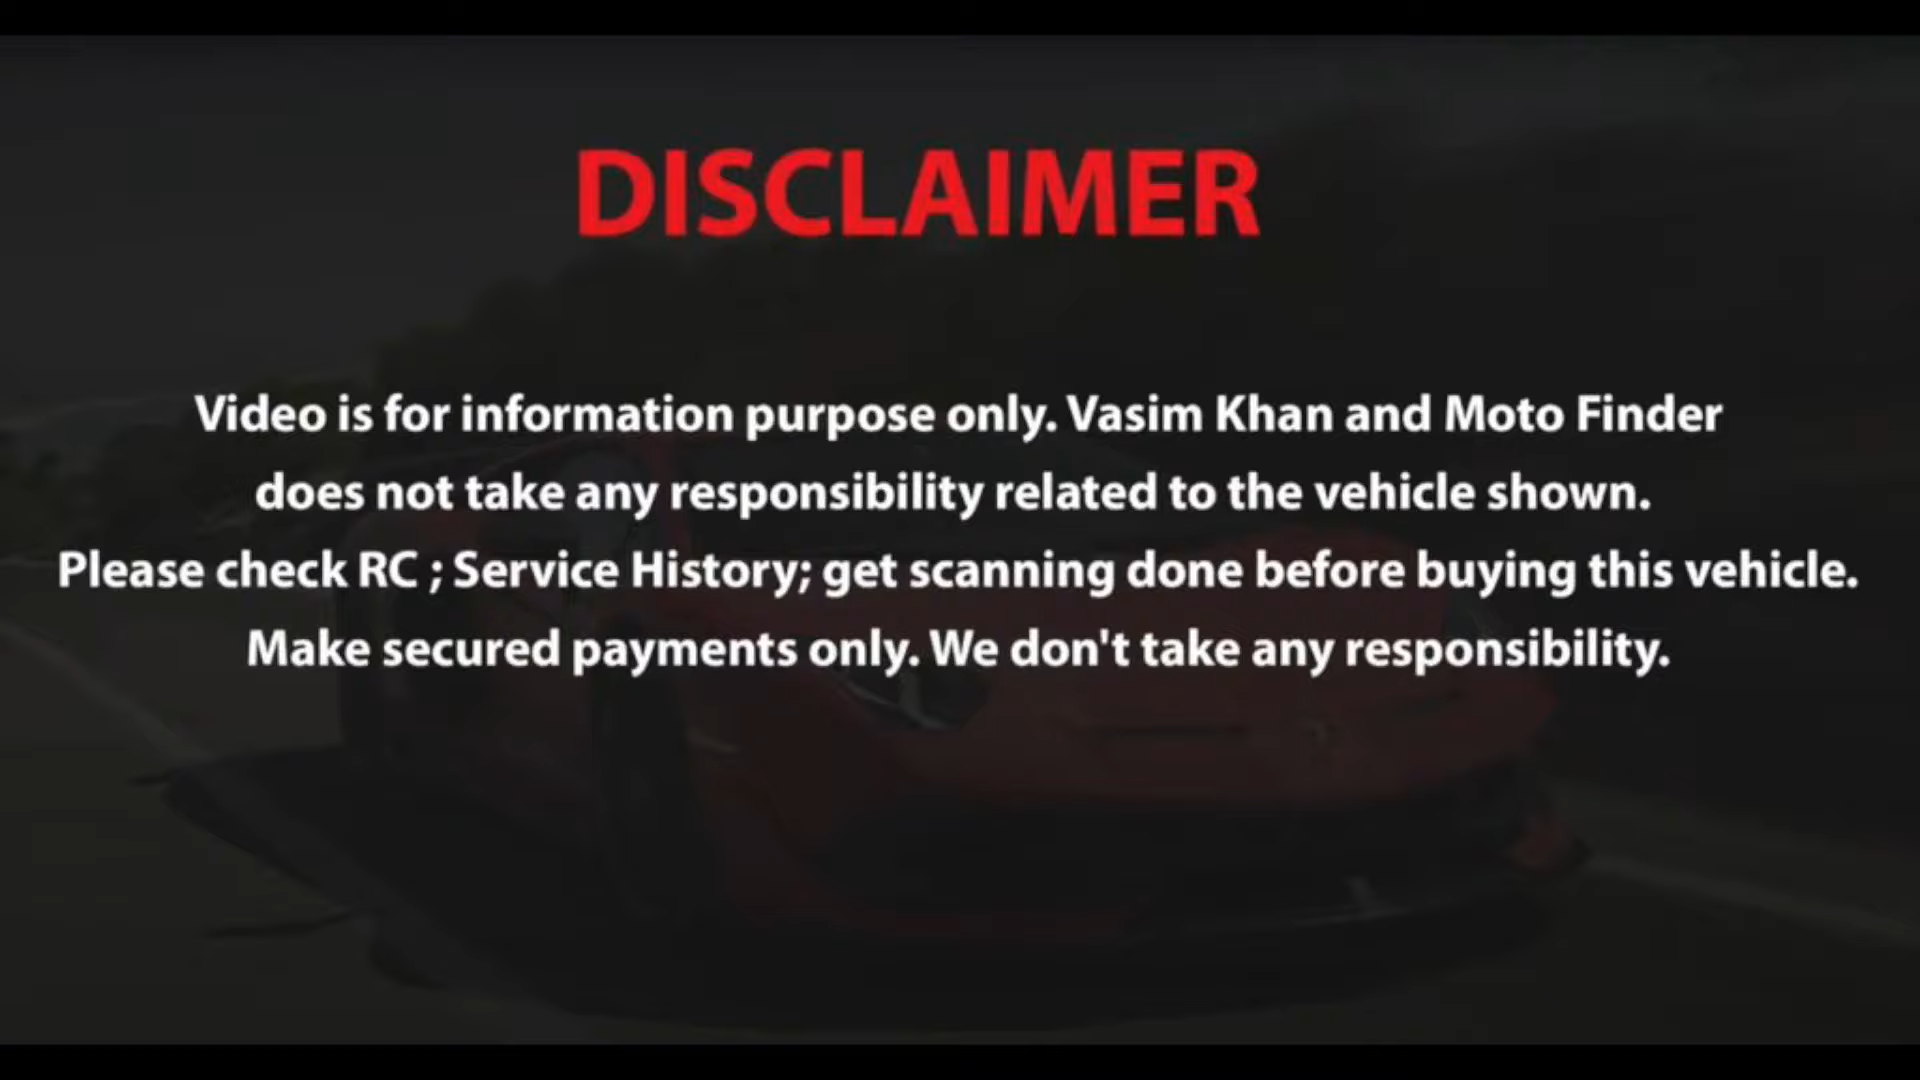 DISCLAIMER
Video is for information purpose only. Vasim Khan and Moto Finder
does not take any responsibility related to the vehicle shown.
Please check RC ; Service History; get scanning done before buying this vehicle.
Make secured payments only. We don't take any responsibility.